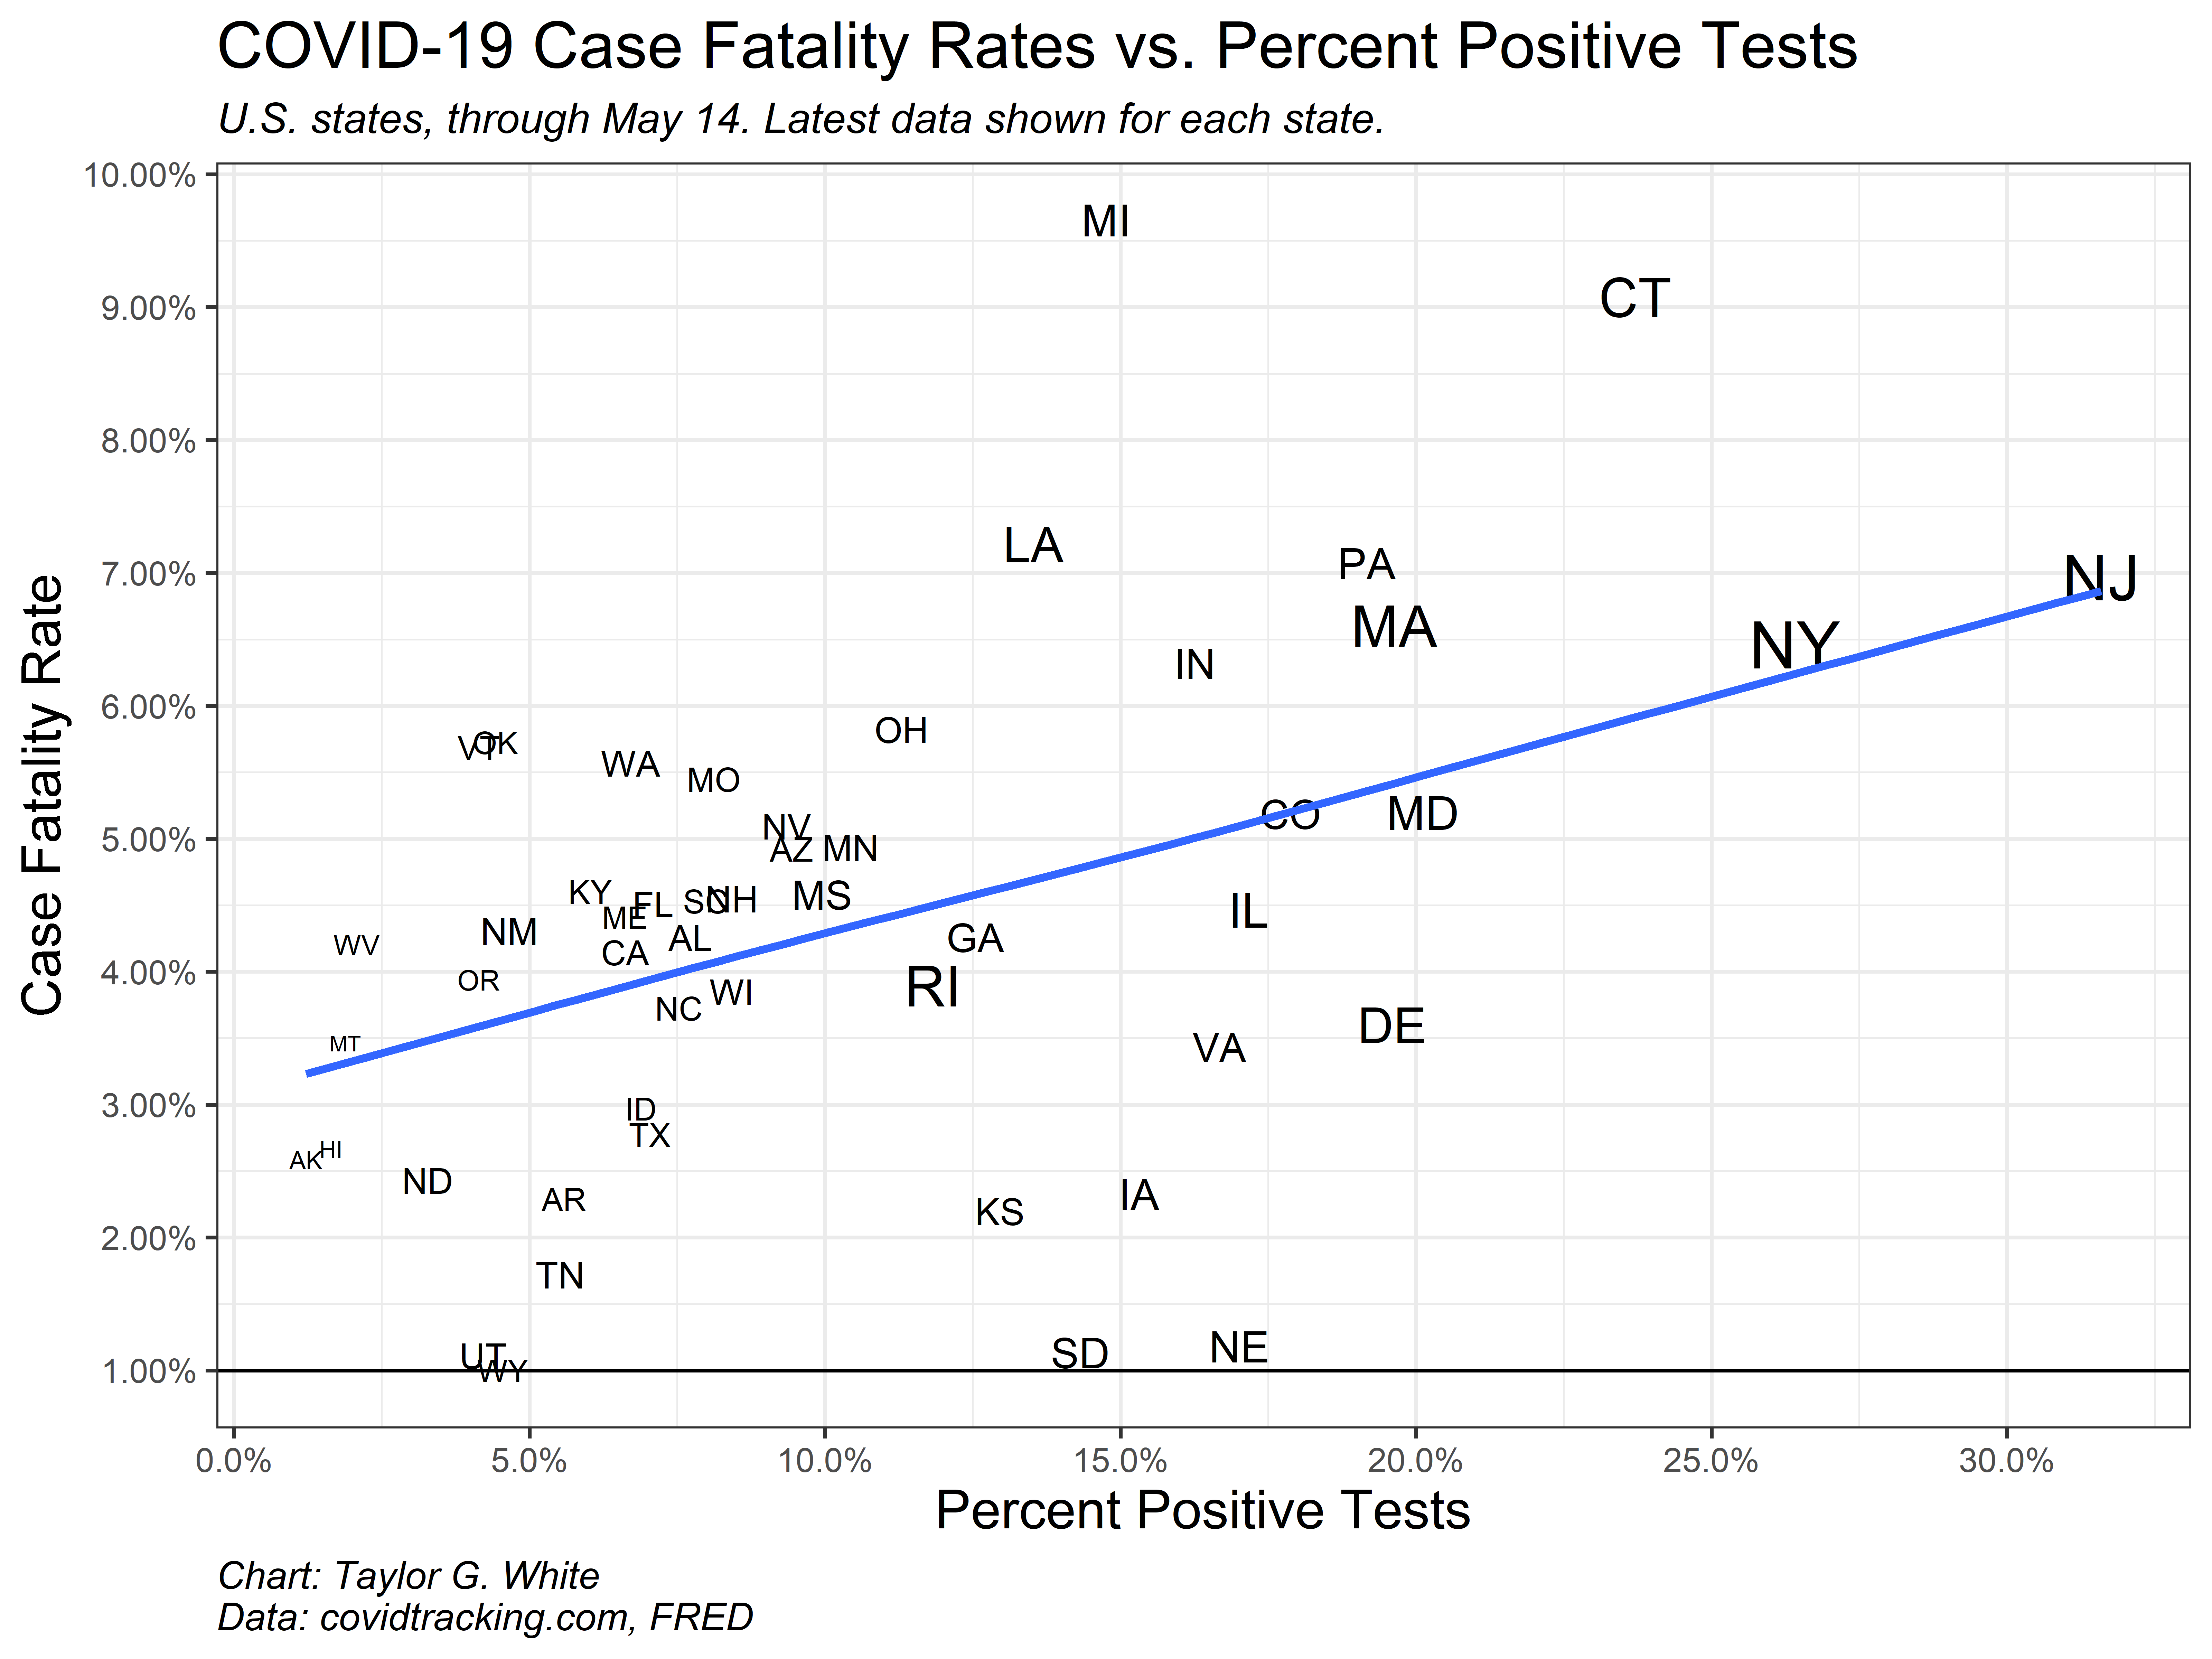 COVID-19 Case Fatality Rates vs. Percent Positive Tests
U.S. states, through May 14. Latest data shown for each state.
Case Fatality Rate
10.00%
9.00%
8.00%
7.00%
6.00%
5.00%
4.00%
3.00%
2.00%
1.00%
MI
CT
LA
PA
NJ
MA
NY
IN
OH
VT
OK
WA
MO
CO
MD
NV
AZ
MN
KY
ME
FL
SC
NH
MS
IL
NM
WV
CA
AL
GA
OR
NC
WI
RI
MT
VA
DE
ID
TX
AK
HI
ND
AR
KS
IA
TN
UT
WY
SD
NE
0.0%
5.0%
10.0%
15.0%
20.0%
25.0%
30.0%
Percent Positive Tests
Chart: Taylor G. White
Data: covidtracking.com, FRED